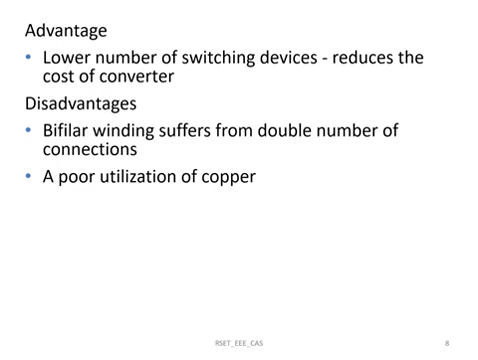 Advantage
• Lower number of switching devices - reduces the
cost of converter
Disadvantages
• Bifilar winding suffers from double number of
connections
• A poor utilization of copper
RSET_EEE_CAS
8